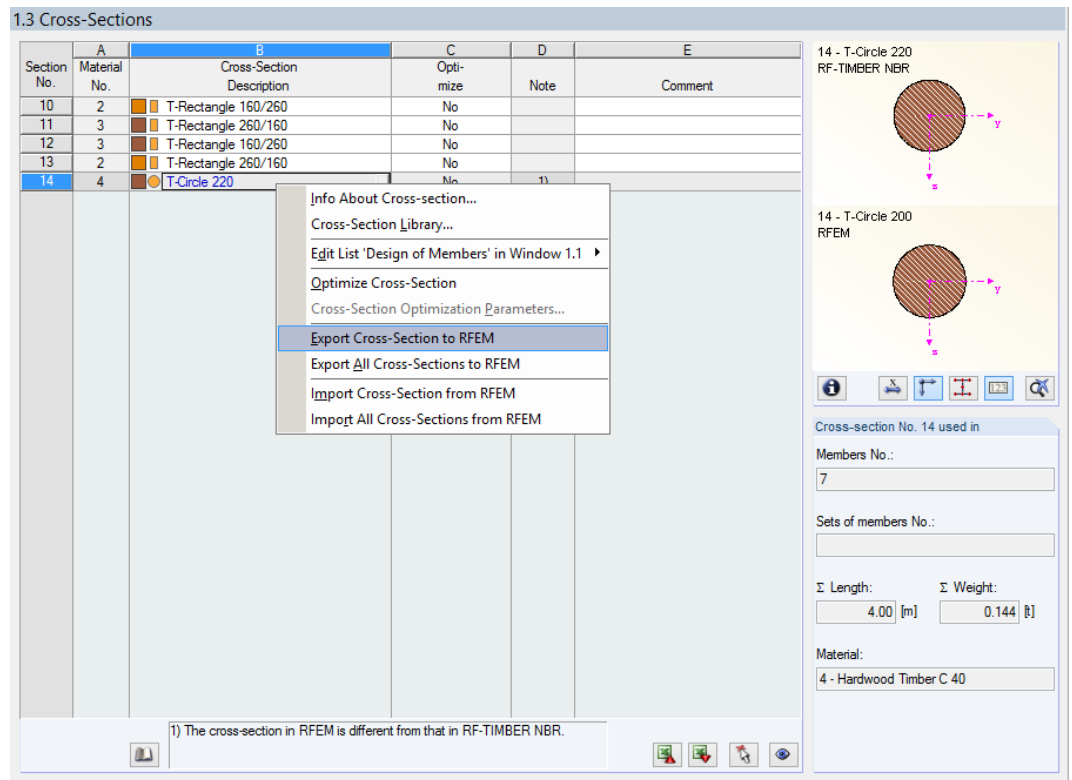 1.3 Cross-Sections
A B C D E
Section Material Cross-Section Opti-
No. No. Description mize Note Comment
10 2 T-Rectangle 160/260 No
11 3 T-Rectangle 260/160 No
12 3 T-Rectangle 160/260 No
13 2 T-Rectangle 260/160 No
14 4 T-Circle 220 No 1)
Info About Cross-section...
Cross-Section Library...
Edit List 'Design of Members' in Window 1.1
Optimize Cross-Section
Cross-Section Optimization Parameters...
Export Cross-Section to RFEM
Export All Cross-Sections to RFEM
Import Cross-Section from RFEM
Import All Cross-Sections from RFEM
1) The cross-section in RFEM is different from that in RF-TIMBER NBR.
14 - T-Circle 220
RF-TIMBER NBR
y
z
14 - T-Circle 200
RFEM
y
z
x 123
Cross-section No. 14 used in
Members No.:
7
Sets of members No.:
Σ Length: Σ Weight:
4.00 [m] 0.144 [t]
Material:
4 - Hardwood Timber C 40